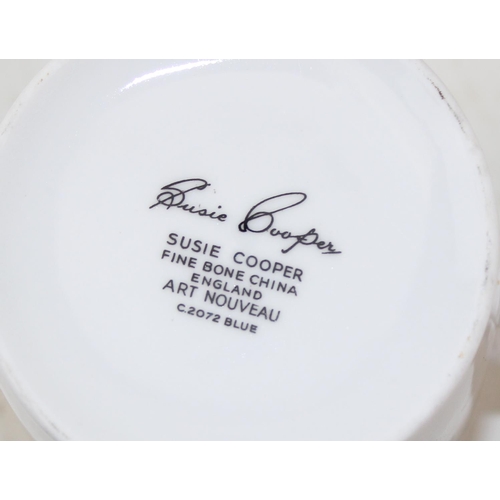 Susie Cooper
SUSIE COOPER
FINE BONE CHINA
ENGLAND
ART NOUVEAU
C.2072 BLUE